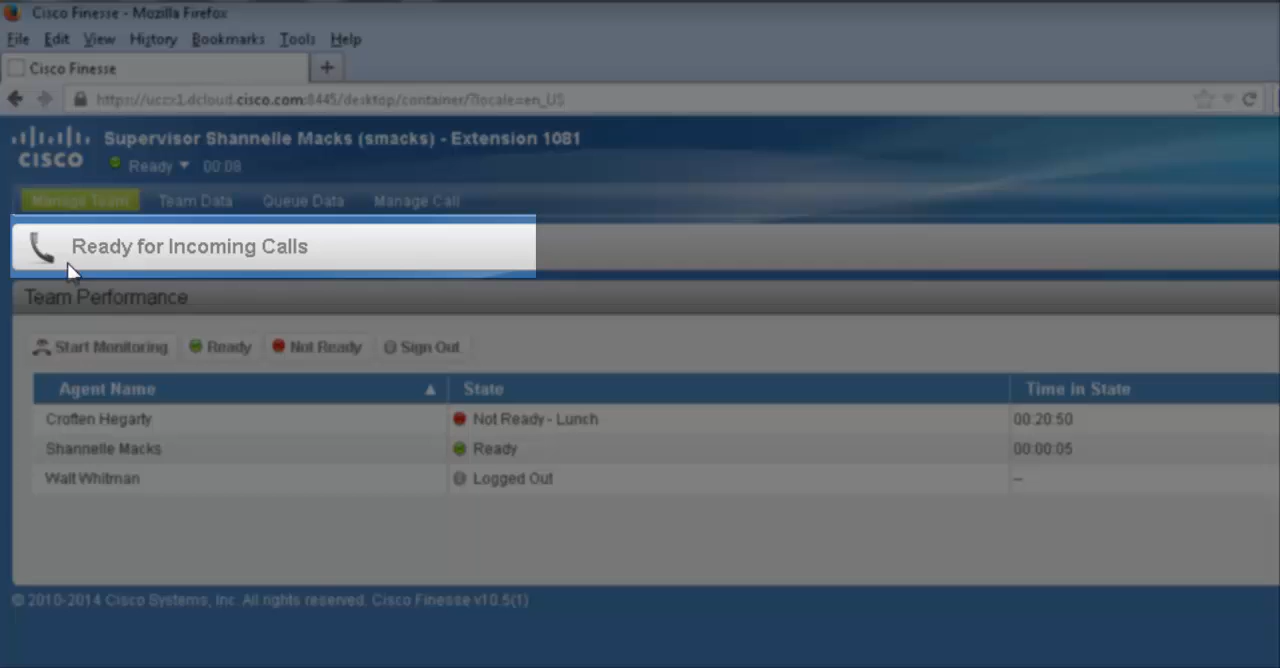 Cisco Finesse - Mozilla Firefox
File Edit View History Bookmarks Tools Help
Cisco Finesse +
https://uccx1.dcloud.cisco.com:8445/desktop/container/?locale=en_US
CISCO Supervisor Shannelle Macks (smacks) - Extension 1081
Ready 00:08
Manage Team Team Data Queue Data Manage Call
Ready for Incoming Calls
Team Performance
Start Monitoring Ready Not Ready Sign Out
Agent Name State Time in State
Croften Hegarty Not Ready - Lunch 00:20:50
Shannelle Macks Ready 00:00:05
Walt Whitman Logged Out --
© 2010-2014 Cisco Systems, Inc. All rights reserved. Cisco Finesse v10.5(1)